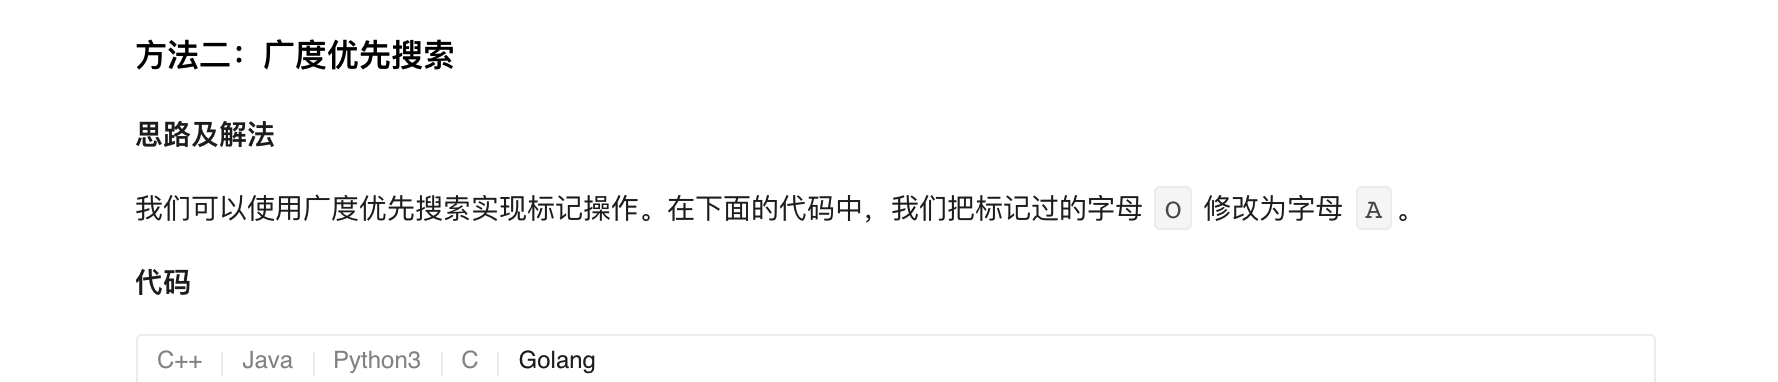 方法二：广度优先搜索
思路及解法
我们可以使用广度优先搜索实现标记操作。在下面的代码中，我们把标记过的字母 O 修改为字母 A 。
代码
C++ Java Python3 C Golang